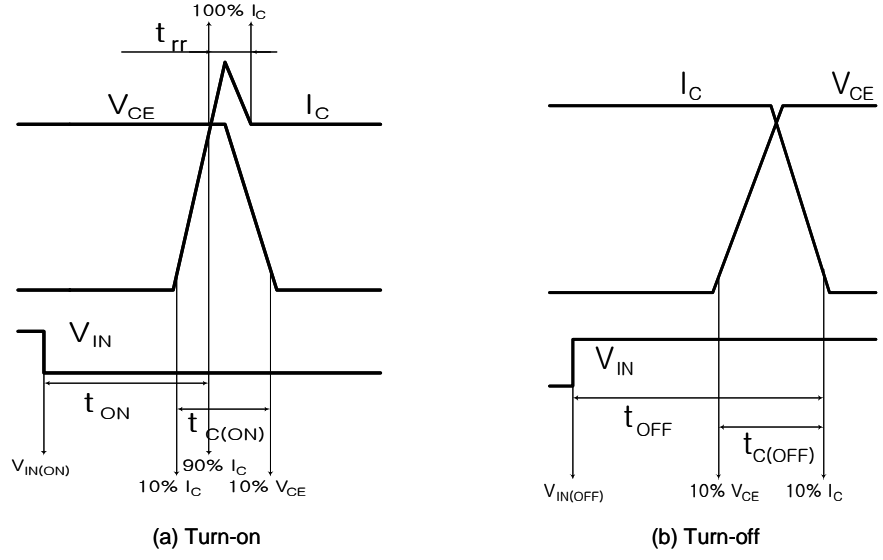 100% I_C
t_rr
V_CE
I_C
V_IN
t_ON
t_C(ON)
V_IN(ON)
90% I_C
10% I_C
10% V_CE
(a) Turn-on
I_C
V_CE
V_IN
t_OFF
t_C(OFF)
V_IN(OFF)
10% V_CE
10% I_C
(b) Turn-off